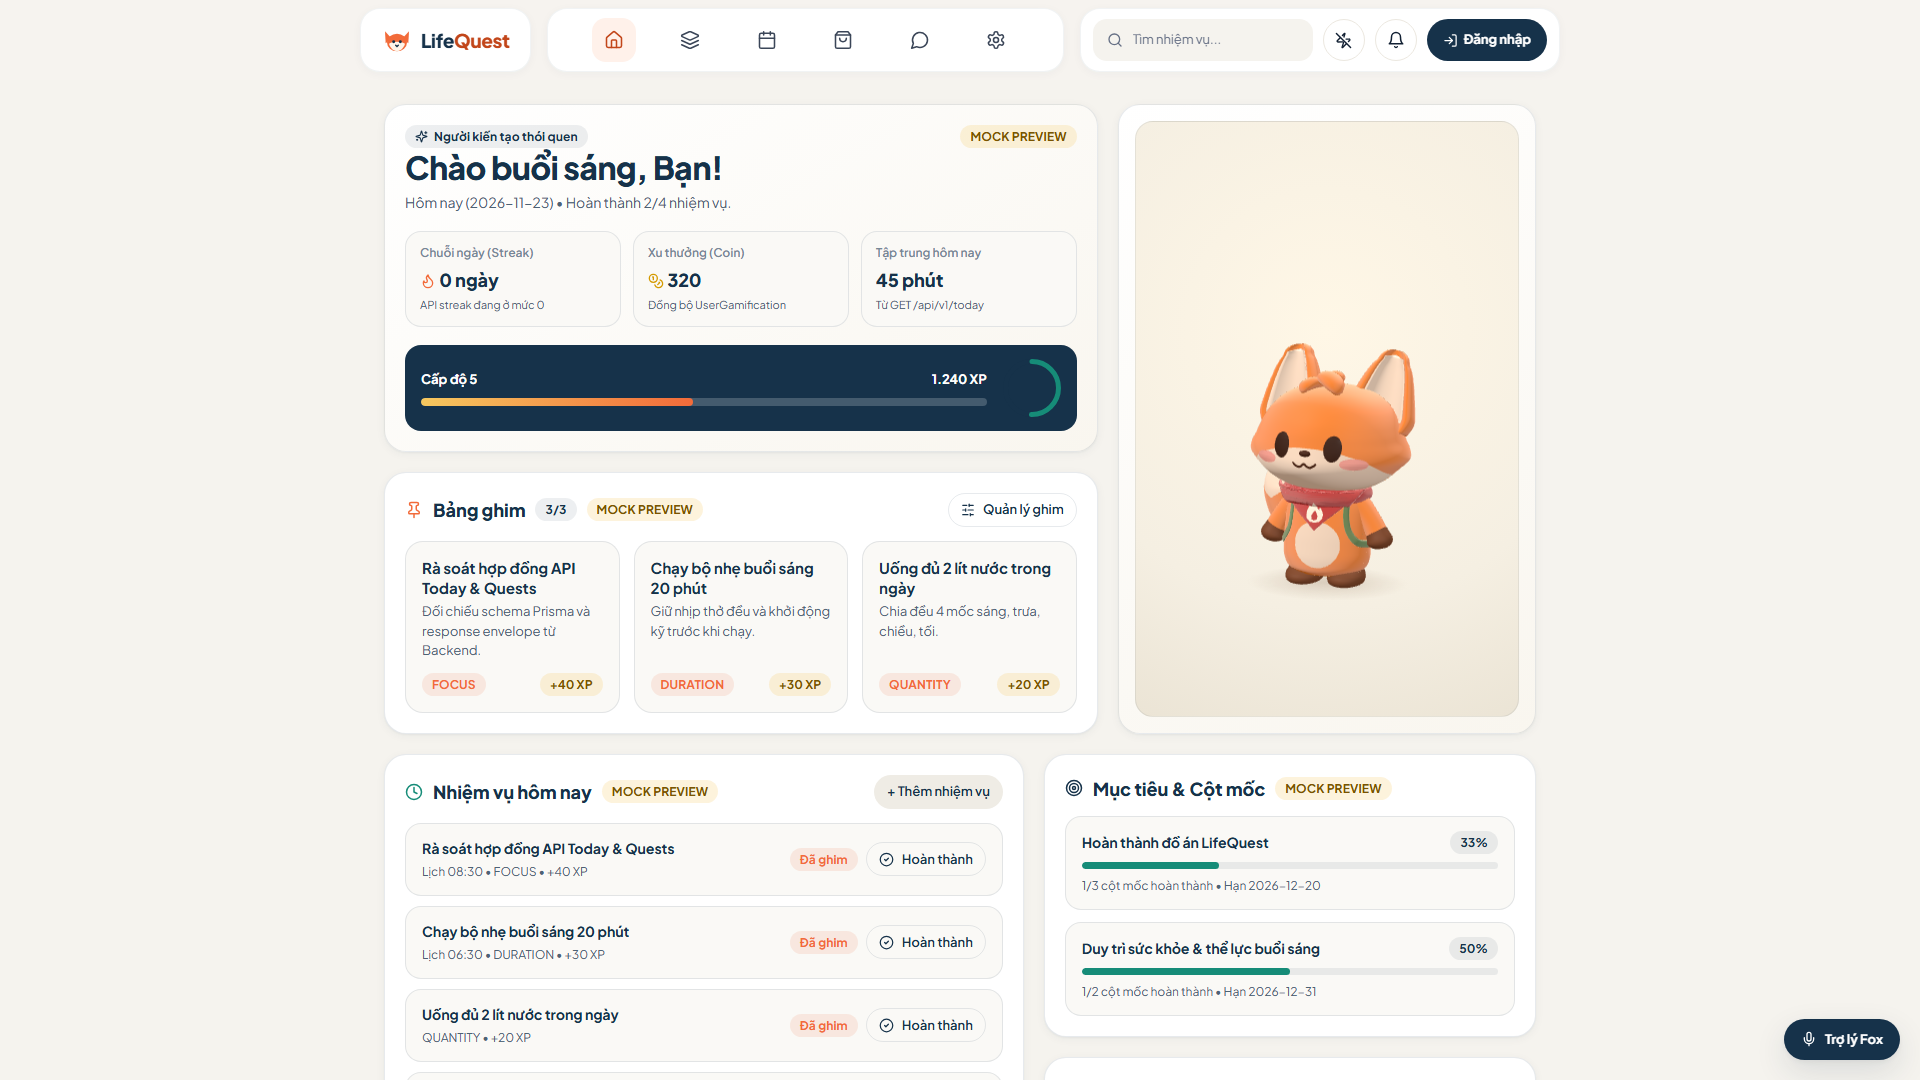 LifeQuest
Tìm nhiệm vụ...
Đăng nhập
Người kiến tạo thói quen
MOCK PREVIEW
Chào buổi sáng, Bạn!
Hôm nay (2026-11-23) • Hoàn thành 2/4 nhiệm vụ.
Chuỗi ngày (Streak)
0 ngày
API streak đang ở mức 0
Xu thưởng (Coin)
320
Đồng bộ UserGamification
Tập trung hôm nay
45 phút
Từ GET /api/v1/today
Cấp độ 5
1.240 XP
Bảng ghim
3/3
MOCK PREVIEW
Quản lý ghim
Rà soát hợp đồng API
Today & Quests
Đối chiếu schema Prisma và
response envelope từ
Backend.
FOCUS
+40 XP
Chạy bộ nhẹ buổi sáng
20 phút
Giữ nhịp thở đều và khởi động
kỹ trước khi chạy.
DURATION
+30 XP
Uống đủ 2 lít nước trong
ngày
Chia đều 4 mốc sáng, trưa,
chiều, tối.
QUANTITY
+20 XP
Nhiệm vụ hôm nay
MOCK PREVIEW
+ Thêm nhiệm vụ
Rà soát hợp đồng API Today & Quests
Lịch 08:30 • FOCUS • +40 XP
Đã ghim
Hoàn thành
Chạy bộ nhẹ buổi sáng 20 phút
Lịch 06:30 • DURATION • +30 XP
Đã ghim
Hoàn thành
Uống đủ 2 lít nước trong ngày
QUANTITY • +20 XP
Đã ghim
Hoàn thành
Mục tiêu & Cột mốc
MOCK PREVIEW
Hoàn thành đồ án LifeQuest
33%
1/3 cột mốc hoàn thành • Hạn 2026-12-20
Duy trì sức khỏe & thể lực buổi sáng
50%
1/2 cột mốc hoàn thành • Hạn 2026-12-31
Trợ lý Fox